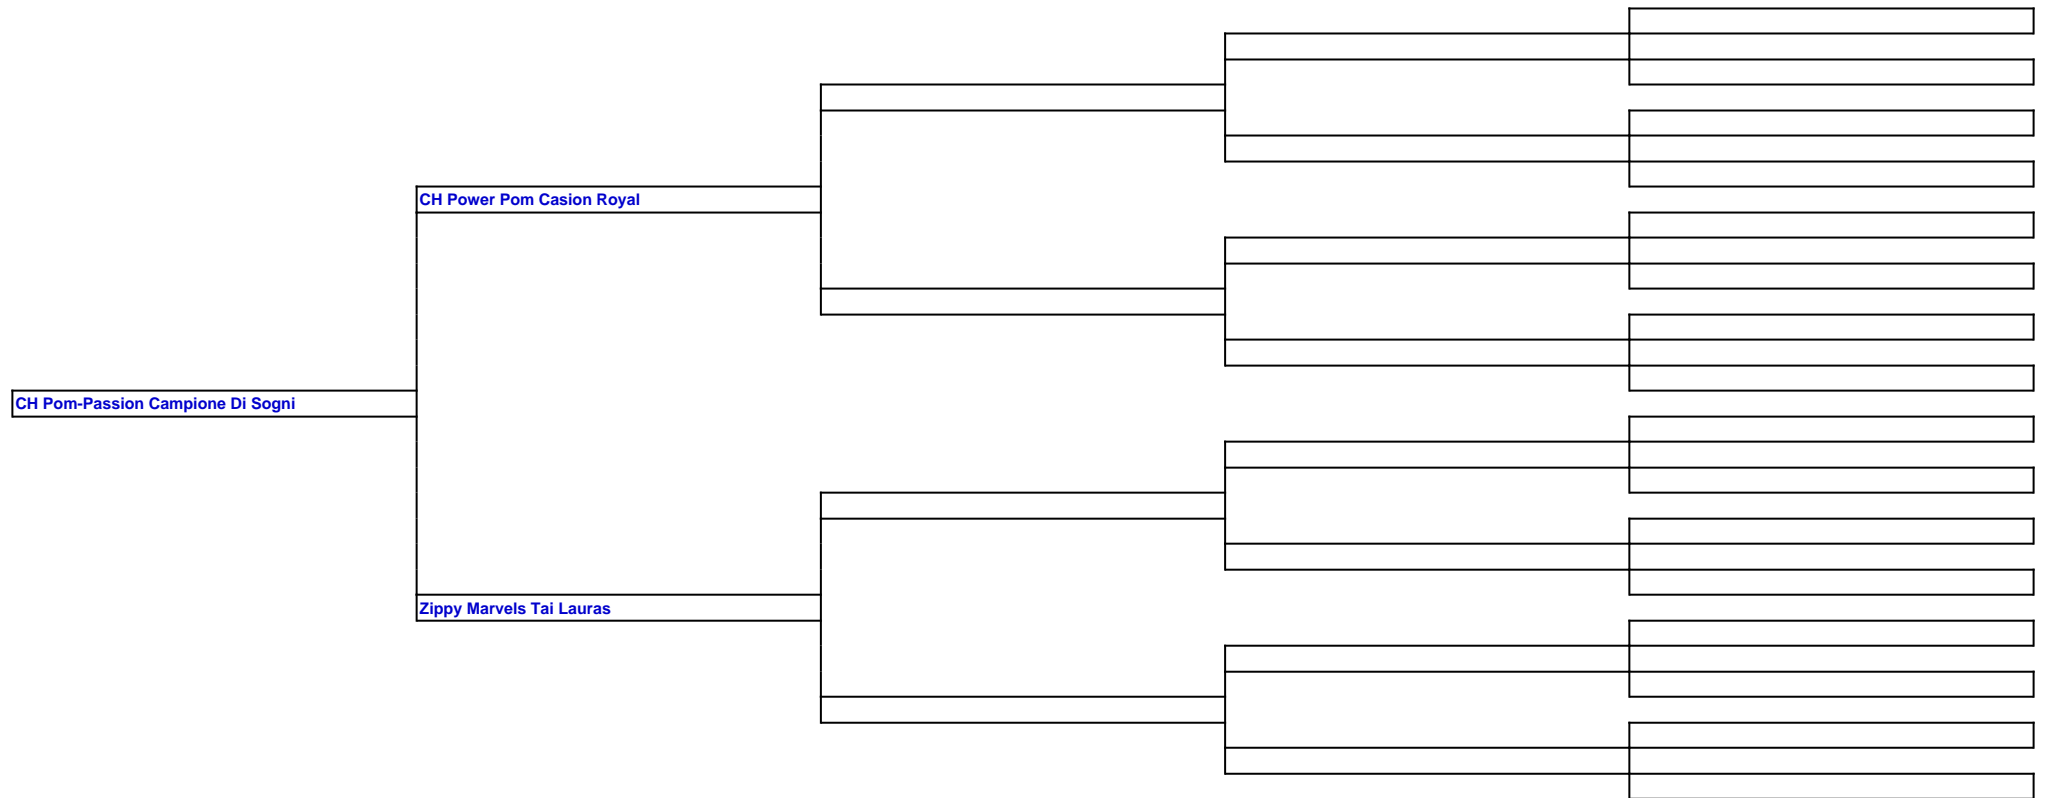 CH Power Pom Casion Royal
CH Pom-Passion Campione Di Sogni
Zippy Marvels Tai Lauras